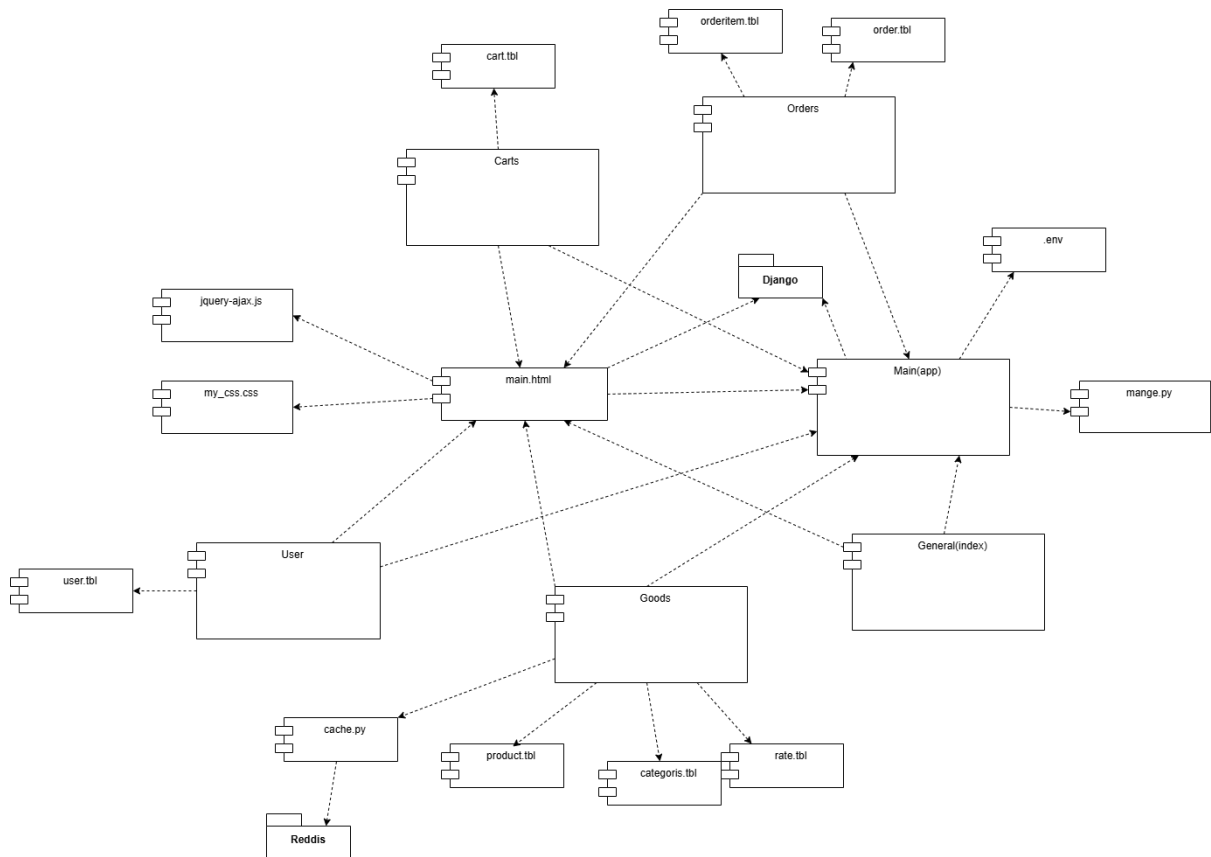 orderitem.tbl
order.tbl
cart.tbl
Orders
Carts
.env
Django
jquery-ajax.js
main.html
Main(app)
my_css.css
mange.py
User
General(index)
user.tbl
Goods
cache.py
product.tbl
categoris.tbl
rate.tbl
Reddis